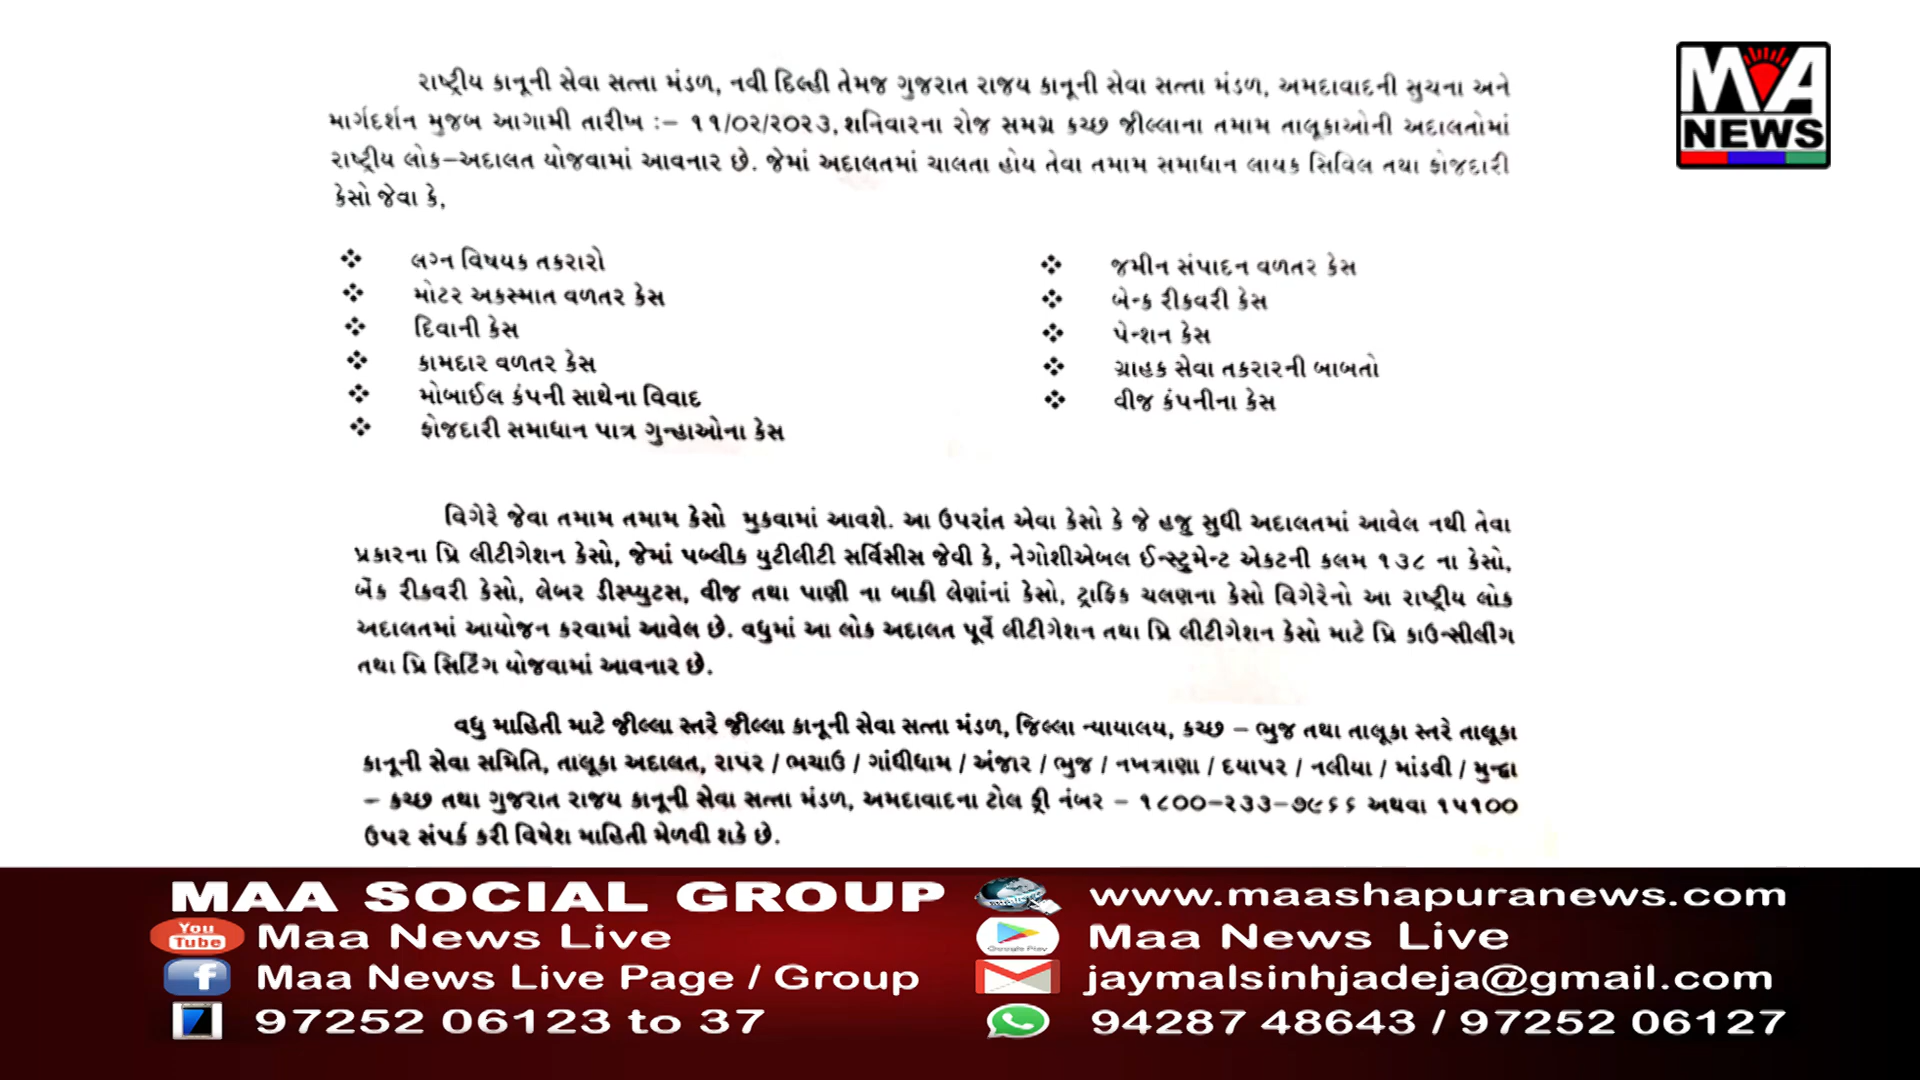 રાષ્ટ્રીય કાનૂની સેવા સત્તા મંડળ, નવી દિલ્હી તેમજ ગુજરાત રાજ્ય કાનૂની સેવા સત્તા મંડળ, અમદાવાદની સુચના અને
માર્ગદર્શન મુજબ આગામી તારીખ :– ૧૧/૦૨/૨૦૨૩, શનિવારના રોજ સમગ્ર કચ્છ જીલ્લાના તમામ તાલૂકાઓની અદાલતોમાં
રાષ્ટ્રીય લોક–અદાલત યોજવામાં આવનાર છે. જેમાં અદાલતમાં ચાલતા હોય તેવા તમામ સમાધાન લાયક સિવિલ તથા ફોજદારી
કેસો જેવા કે,
❖ લગ્ન વિષયક તકરારો
❖ મોટર અકસ્માત વળતર કેસ
❖ દિવાની કેસ
❖ કામદાર વળતર કેસ
❖ મોબાઈલ કંપની સાથેના વિવાદ
❖ ફોજદારી સમાધાન પાત્ર ગુન્હાઓના કેસ
❖ જમીન સંપાદન વળતર કેસ
❖ બેન્ક રીકવરી કેસ
❖ પેન્શન કેસ
❖ ગ્રાહક સેવા તકરારની બાબતો
❖ વીજ કંપનીના કેસ
વિગેરે જેવા તમામ તમામ કેસો મુકવામાં આવશે. આ ઉપરાંત એવા કેસો કે જે હજુ સુધી અદાલતમાં આવેલ નથી તેવા
પ્રકારના પ્રિ લીટીગેશન કેસો, જેમાં પબ્લીક યુટીલીટી સર્વિસીસ જેવી કે, નેગોશીએબલ ઈન્સ્ટ્રુમેન્ટ એકટની કલમ ૧૩૮ ના કેસો,
બેંક રીકવરી કેસો, લેબર ડીસ્પ્યુટસ, વીજ તથા પાણી ના બાકી લેણાંનાં કેસો, ટ્રાફિક ચલણના કેસો વિગેરેનો આ રાષ્ટ્રીય લોક
અદાલતમાં આયોજન કરવામાં આવેલ છે. વધુમાં આ લોક અદાલત પૂર્વે લીટીગેશન તથા પ્રિ લીટીગેશન કેસો માટે પ્રિ કાઉન્સીલીંગ
તથા પ્રિ સિટિંગ યોજવામાં આવનાર છે.
વધુ માહિતી માટે જીલ્લા સ્તરે જીલ્લા કાનૂની સેવા સત્તા મંડળ, જિલ્લા ન્યાયાલય, કચ્છ – ભુજ તથા તાલૂકા સ્તરે તાલૂકા
કાનૂની સેવા સમિતિ, તાલૂકા અદાલત, રાપર / ભચાઉ / ગાંધીધામ / અંજાર / ભુજ / નખત્રાણા / દયાપર / નલીયા / માંડવી / મુન્દ્રા
– કચ્છ તથા ગુજરાત રાજય કાનૂની સેવા સત્તા મંડળ, અમદાવાદના ટોલ ફ્રી નંબર – ૧૮૦૦–૨૩૩–૭૯૬૬ અથવા ૧૫૧૦૦
ઉપર સંપર્ક કરી વિષેશ માહિતી મેળવી શકે છે.
MAA
NEWS
MAA SOCIAL GROUP
You Tube Maa News Live
f Maa News Live Page / Group
97252 06123 to 37
www.maashapuranews.com
Google Play Maa News Live
jaymalsinhjadeja@gmail.com
94287 48643 / 97252 06127